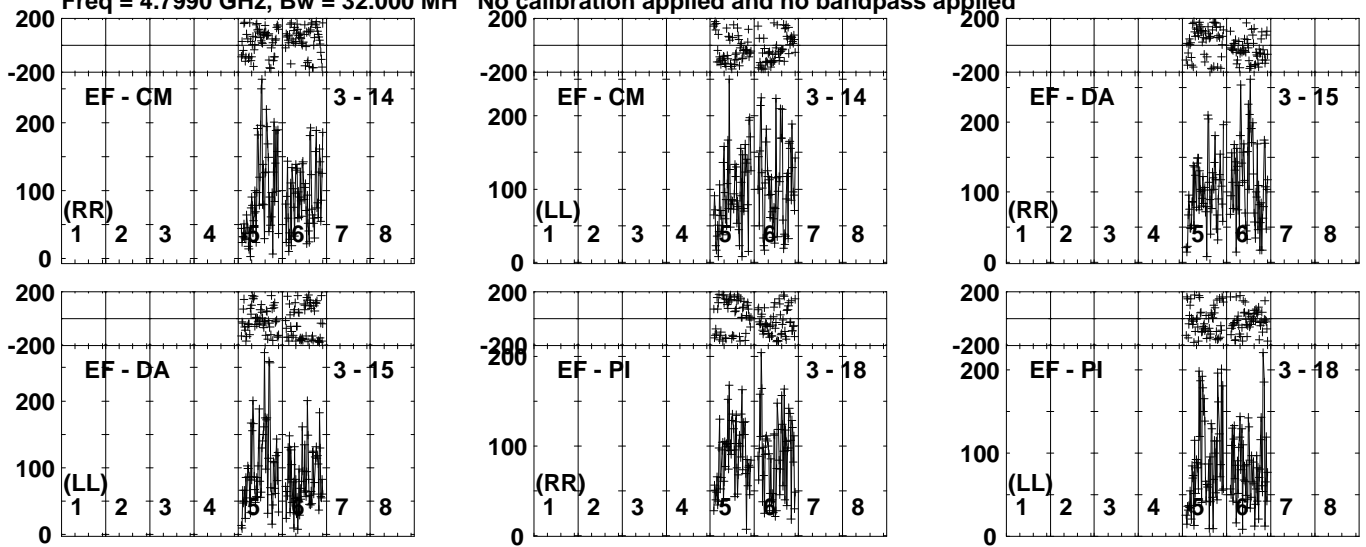 Freq = 4.7990 GHz, Bw = 32.000 MH No calibration applied and no bandpass applied
200
-200
EF - CM 3 - 14
200
100
0
(RR)
1 2 3 4 5 6 7 8
200
-200
EF - CM 3 - 14
200
100
0
(LL)
1 2 3 4 5 6 7 8
200
-200
EF - DA 3 - 15
200
100
0
(RR)
1 2 3 4 5 6 7 8
200
-200
EF - DA 3 - 15
200
100
0
(LL)
1 2 3 4 5 6 7 8
200
-200
200
EF - PI 3 - 18
100
0
(RR)
1 2 3 4 5 6 7 8
200
-200
EF - PI 3 - 18
200
100
0
(LL)
1 2 3 4 5 6 7 8